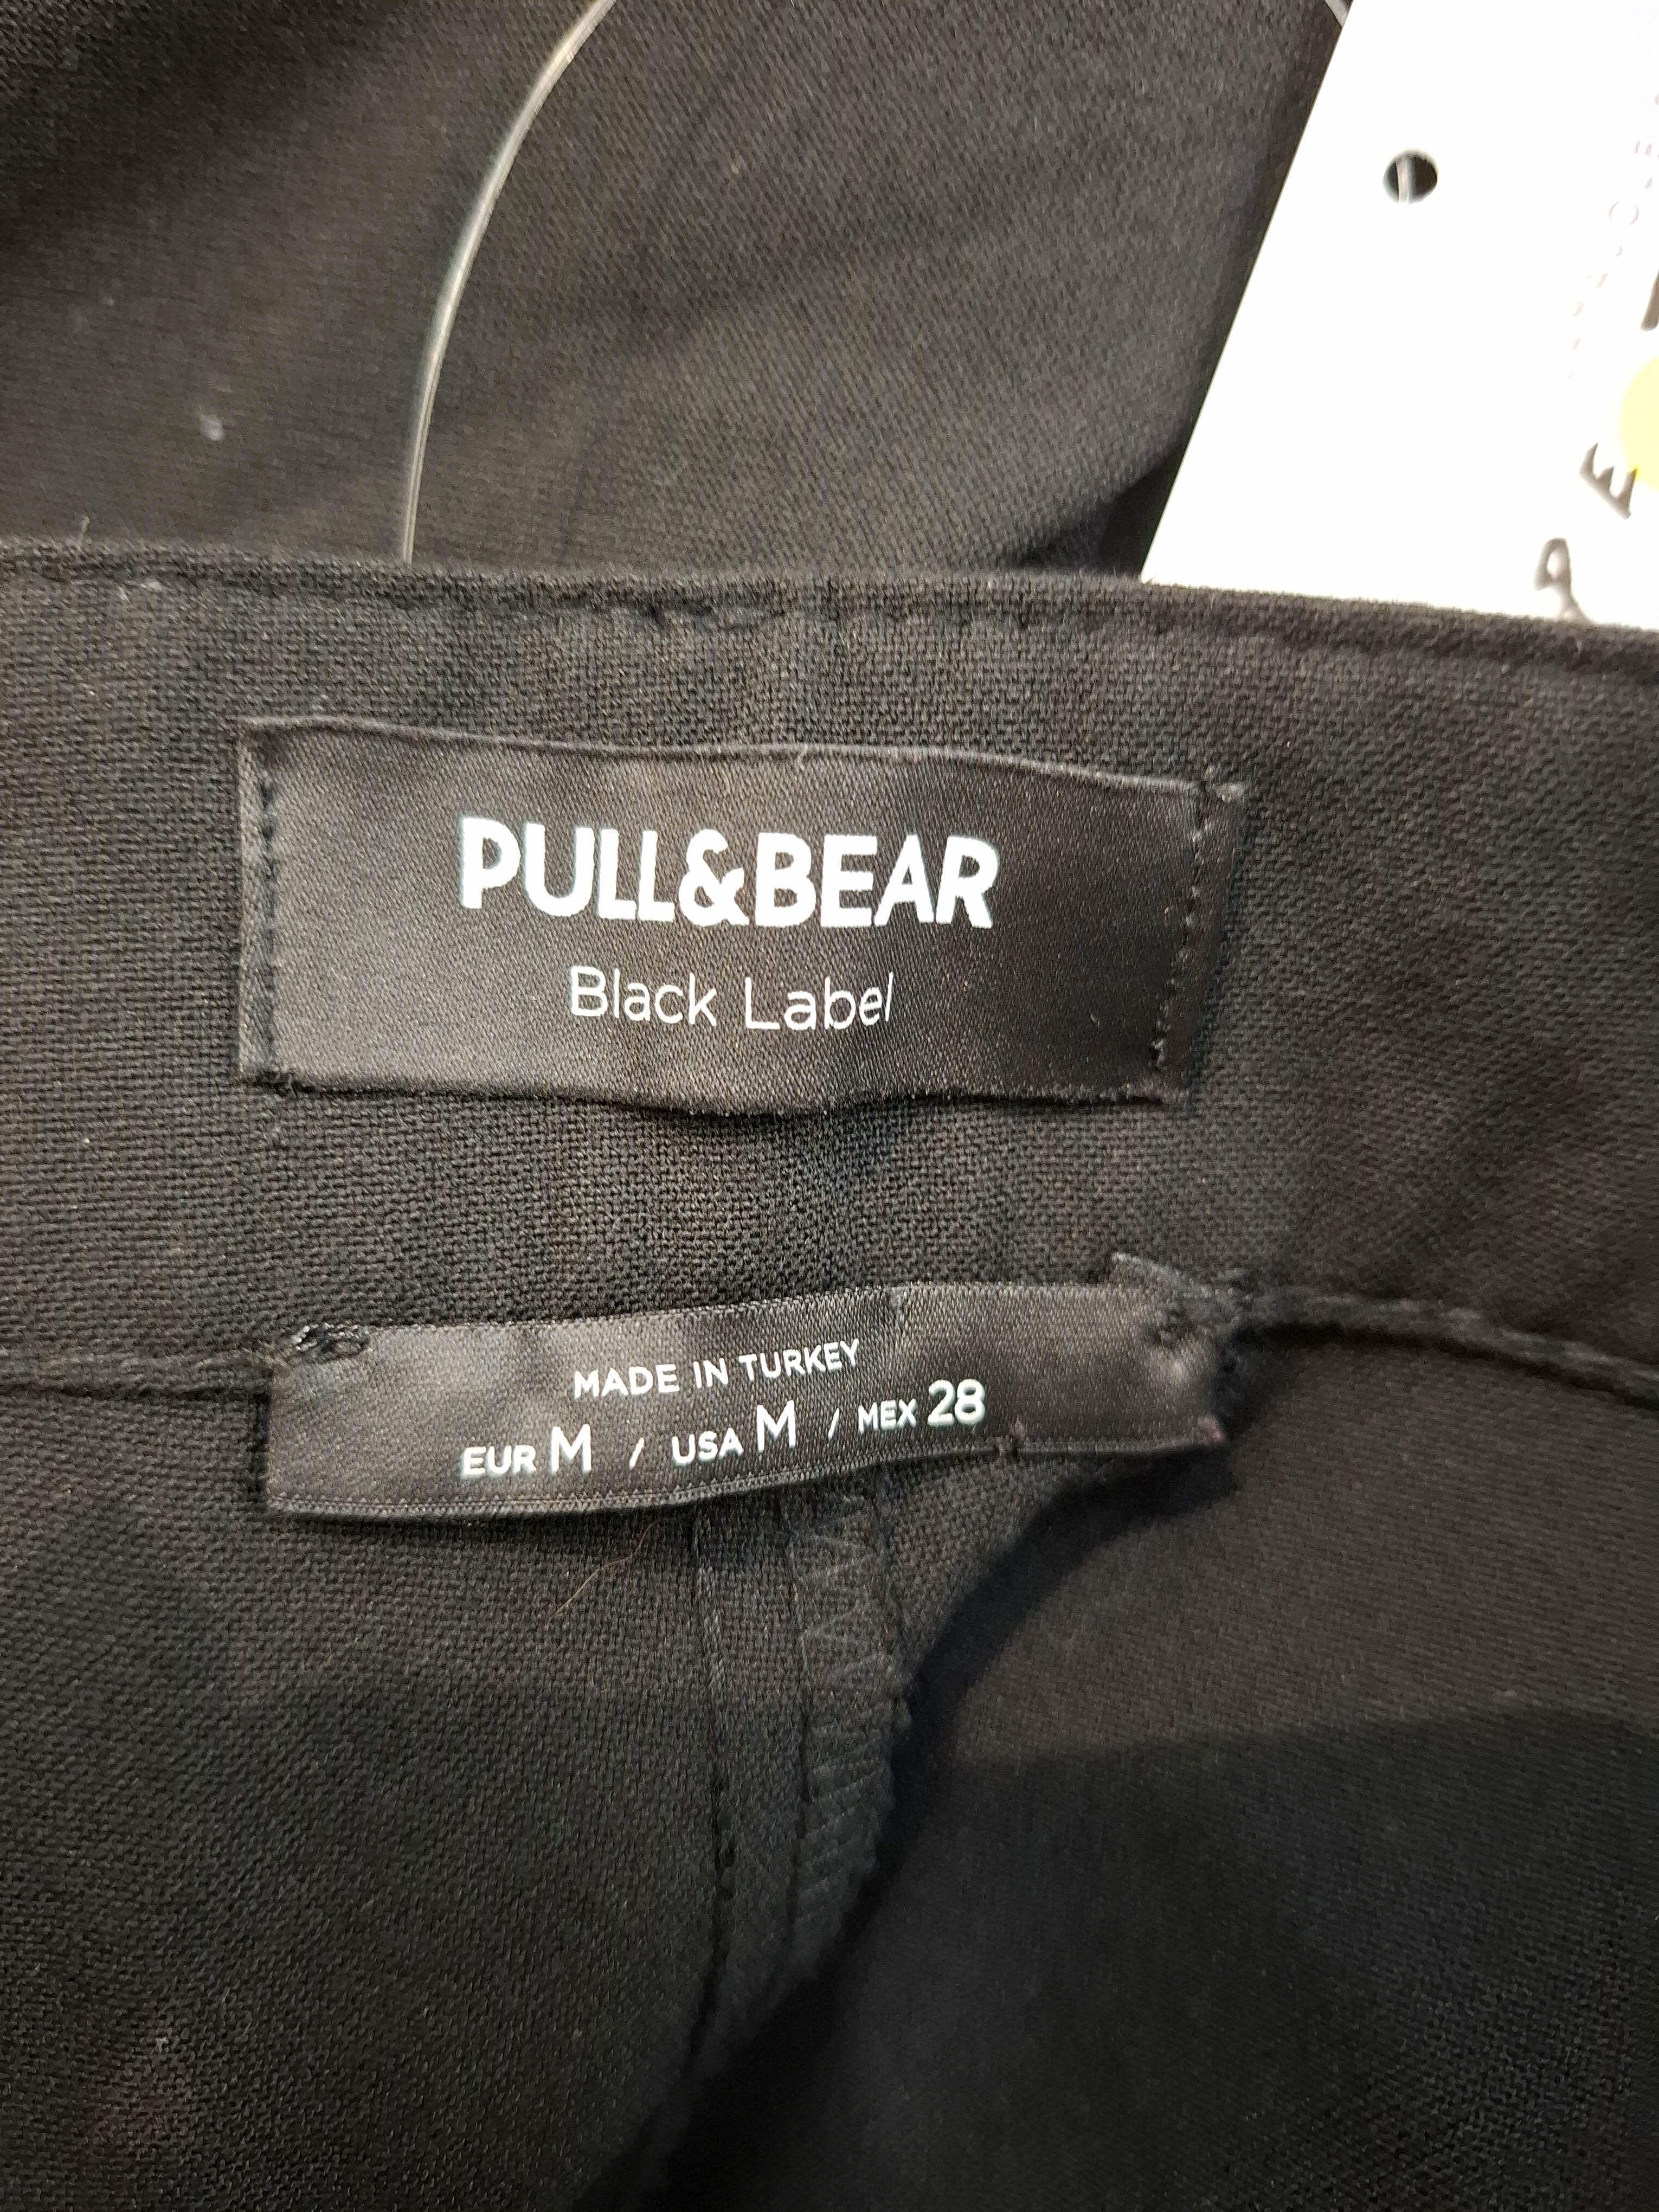 PULL&BEAR
Black Label
MADE IN TURKEY
EUR M / USA M / MEX 28